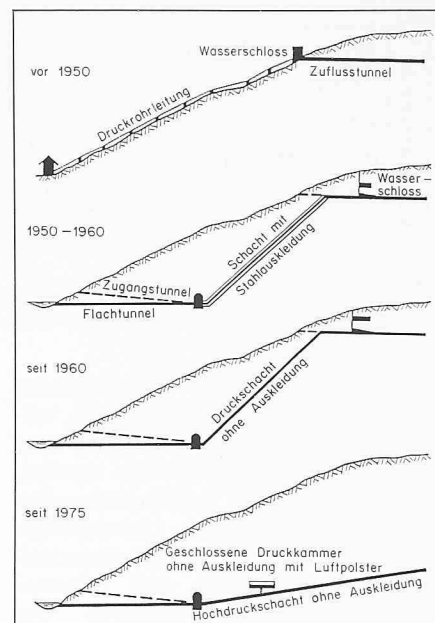 Wasserschloss
vor 1950
Zuflusstunnel
Druckrohrleitung
Wasser-
schloss
1950-1960
Schacht mit
Stahlauskleidung
Zugangstunnel
Flachtunnel
seit 1960
Druckschacht
ohne Auskleidung
seit 1975
Geschlossene Druckkammer
ohne Auskleidung mit Luftpolster
Hochdruckschacht ohne Auskleidung